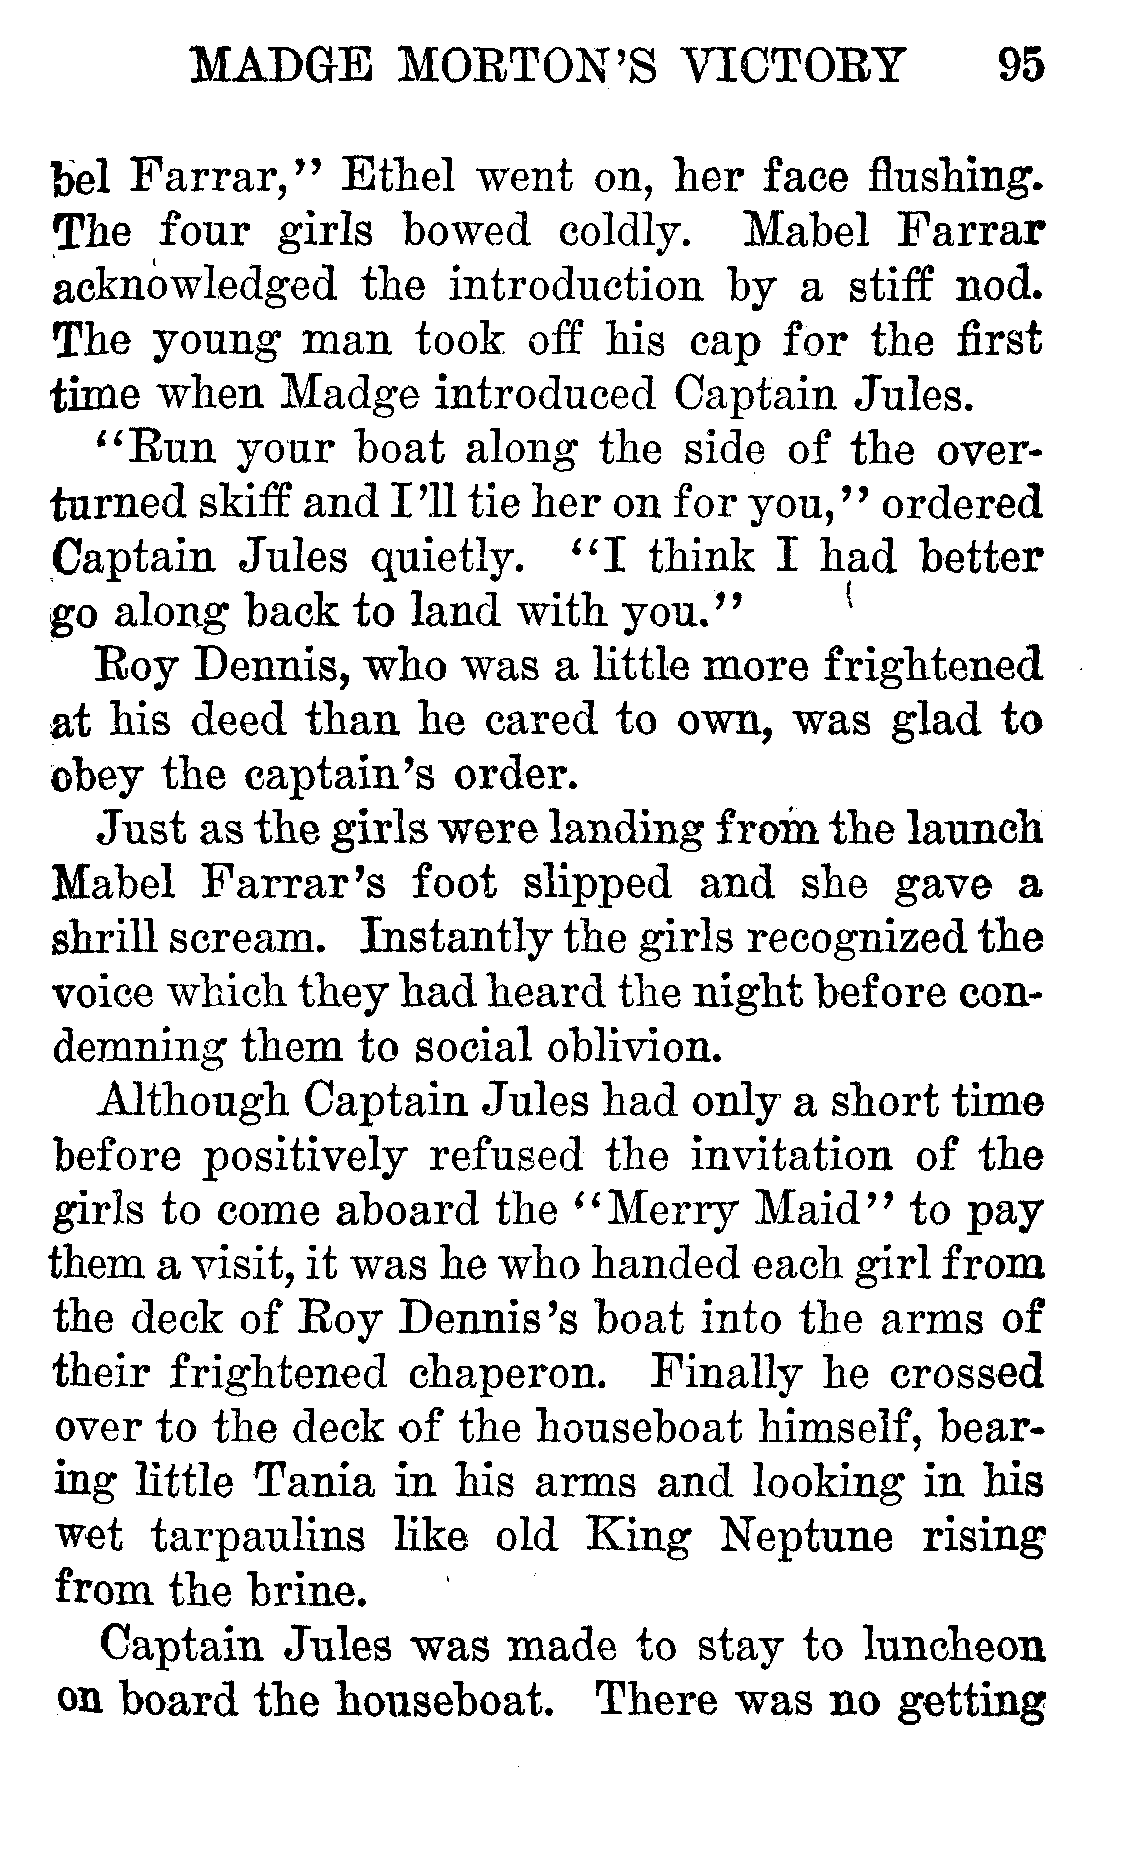 MADGE MORTON'S VICTORY 95
bel Farrar," Ethel went on, her face flushing.
The four girls bowed coldly. Mabel Farrar
acknowledged the introduction by a stiff nod.
The young man took off his cap for the first
time when Madge introduced Captain Jules.
"Run your boat along the side of the over-
turned skiff and I'll tie her on for you," ordered
Captain Jules quietly. "I think I had better
go along back to land with you."
Roy Dennis, who was a little more frightened
at his deed than he cared to own, was glad to
obey the captain's order.
Just as the girls were landing from the launch
Mabel Farrar's foot slipped and she gave a
shrill scream. Instantly the girls recognized the
voice which they had heard the night before con-
demning them to social oblivion.
Although Captain Jules had only a short time
before positively refused the invitation of the
girls to come aboard the "Merry Maid" to pay
them a visit, it was he who handed each girl from
the deck of Roy Dennis's boat into the arms of
their frightened chaperon. Finally he crossed
over to the deck of the houseboat himself, bear-
ing little Tania in his arms and looking in his
wet tarpaulins like old King Neptune rising
from the brine.
Captain Jules was made to stay to luncheon
on board the houseboat. There was no getting